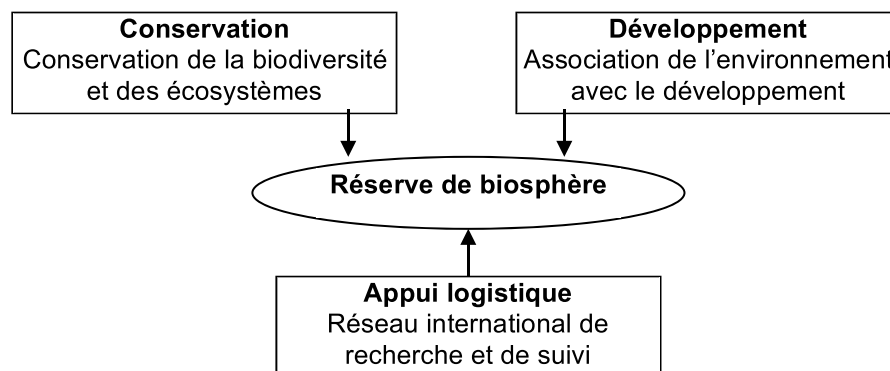 Conservation
Conservation de la biodiversité
et des écosystèmes
Développement
Association de l’environnement
avec le développement
Réserve de biosphère
Appui logistique
Réseau international de
recherche et de suivi